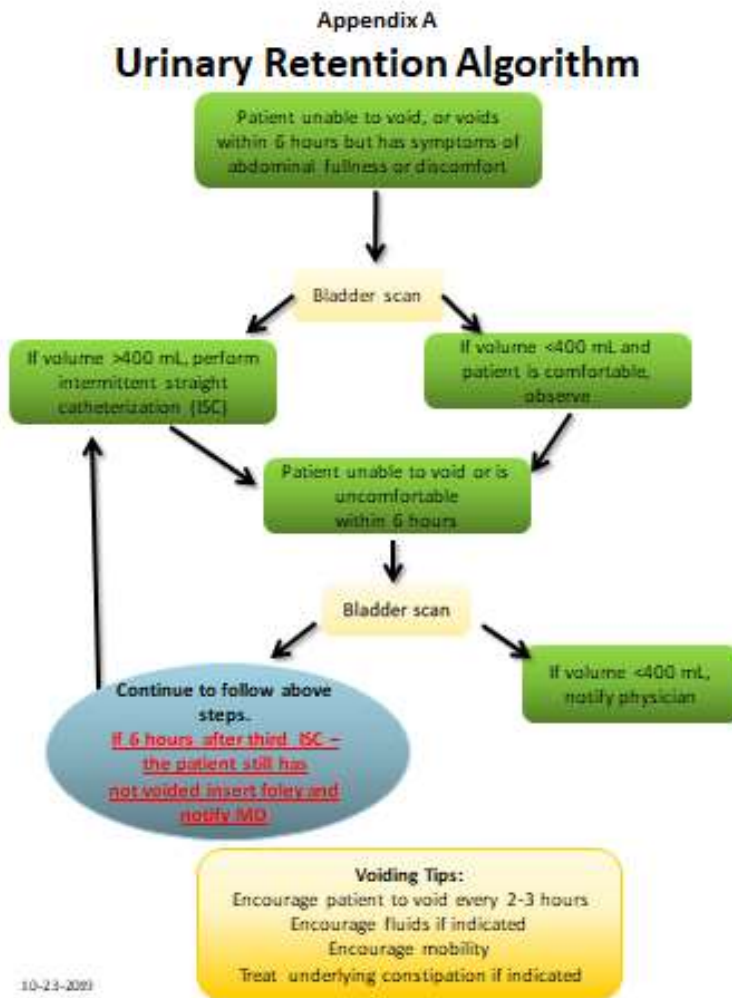 Appendix A
Urinary Retention Algorithm
Patient unable to void, or voids
within 6 hours but has symptoms of
abdominal fullness or discomfort
Bladder scan
If volume >400 mL, perform
intermittent straight
catheterization (ISC)
If volume <400 mL and
patient is comfortable,
observe
Patient unable to void or is
uncomfortable
within 6 hours
Bladder scan
Continue to follow above
steps.
If 6 hours after third ISC –
the patient still has
not voided insert foley and
notify MD
If volume <400 mL,
notify physician
Voiding Tips:
Encourage patient to void every 2-3 hours
Encourage fluids if indicated
Encourage mobility
Treat underlying constipation if indicated